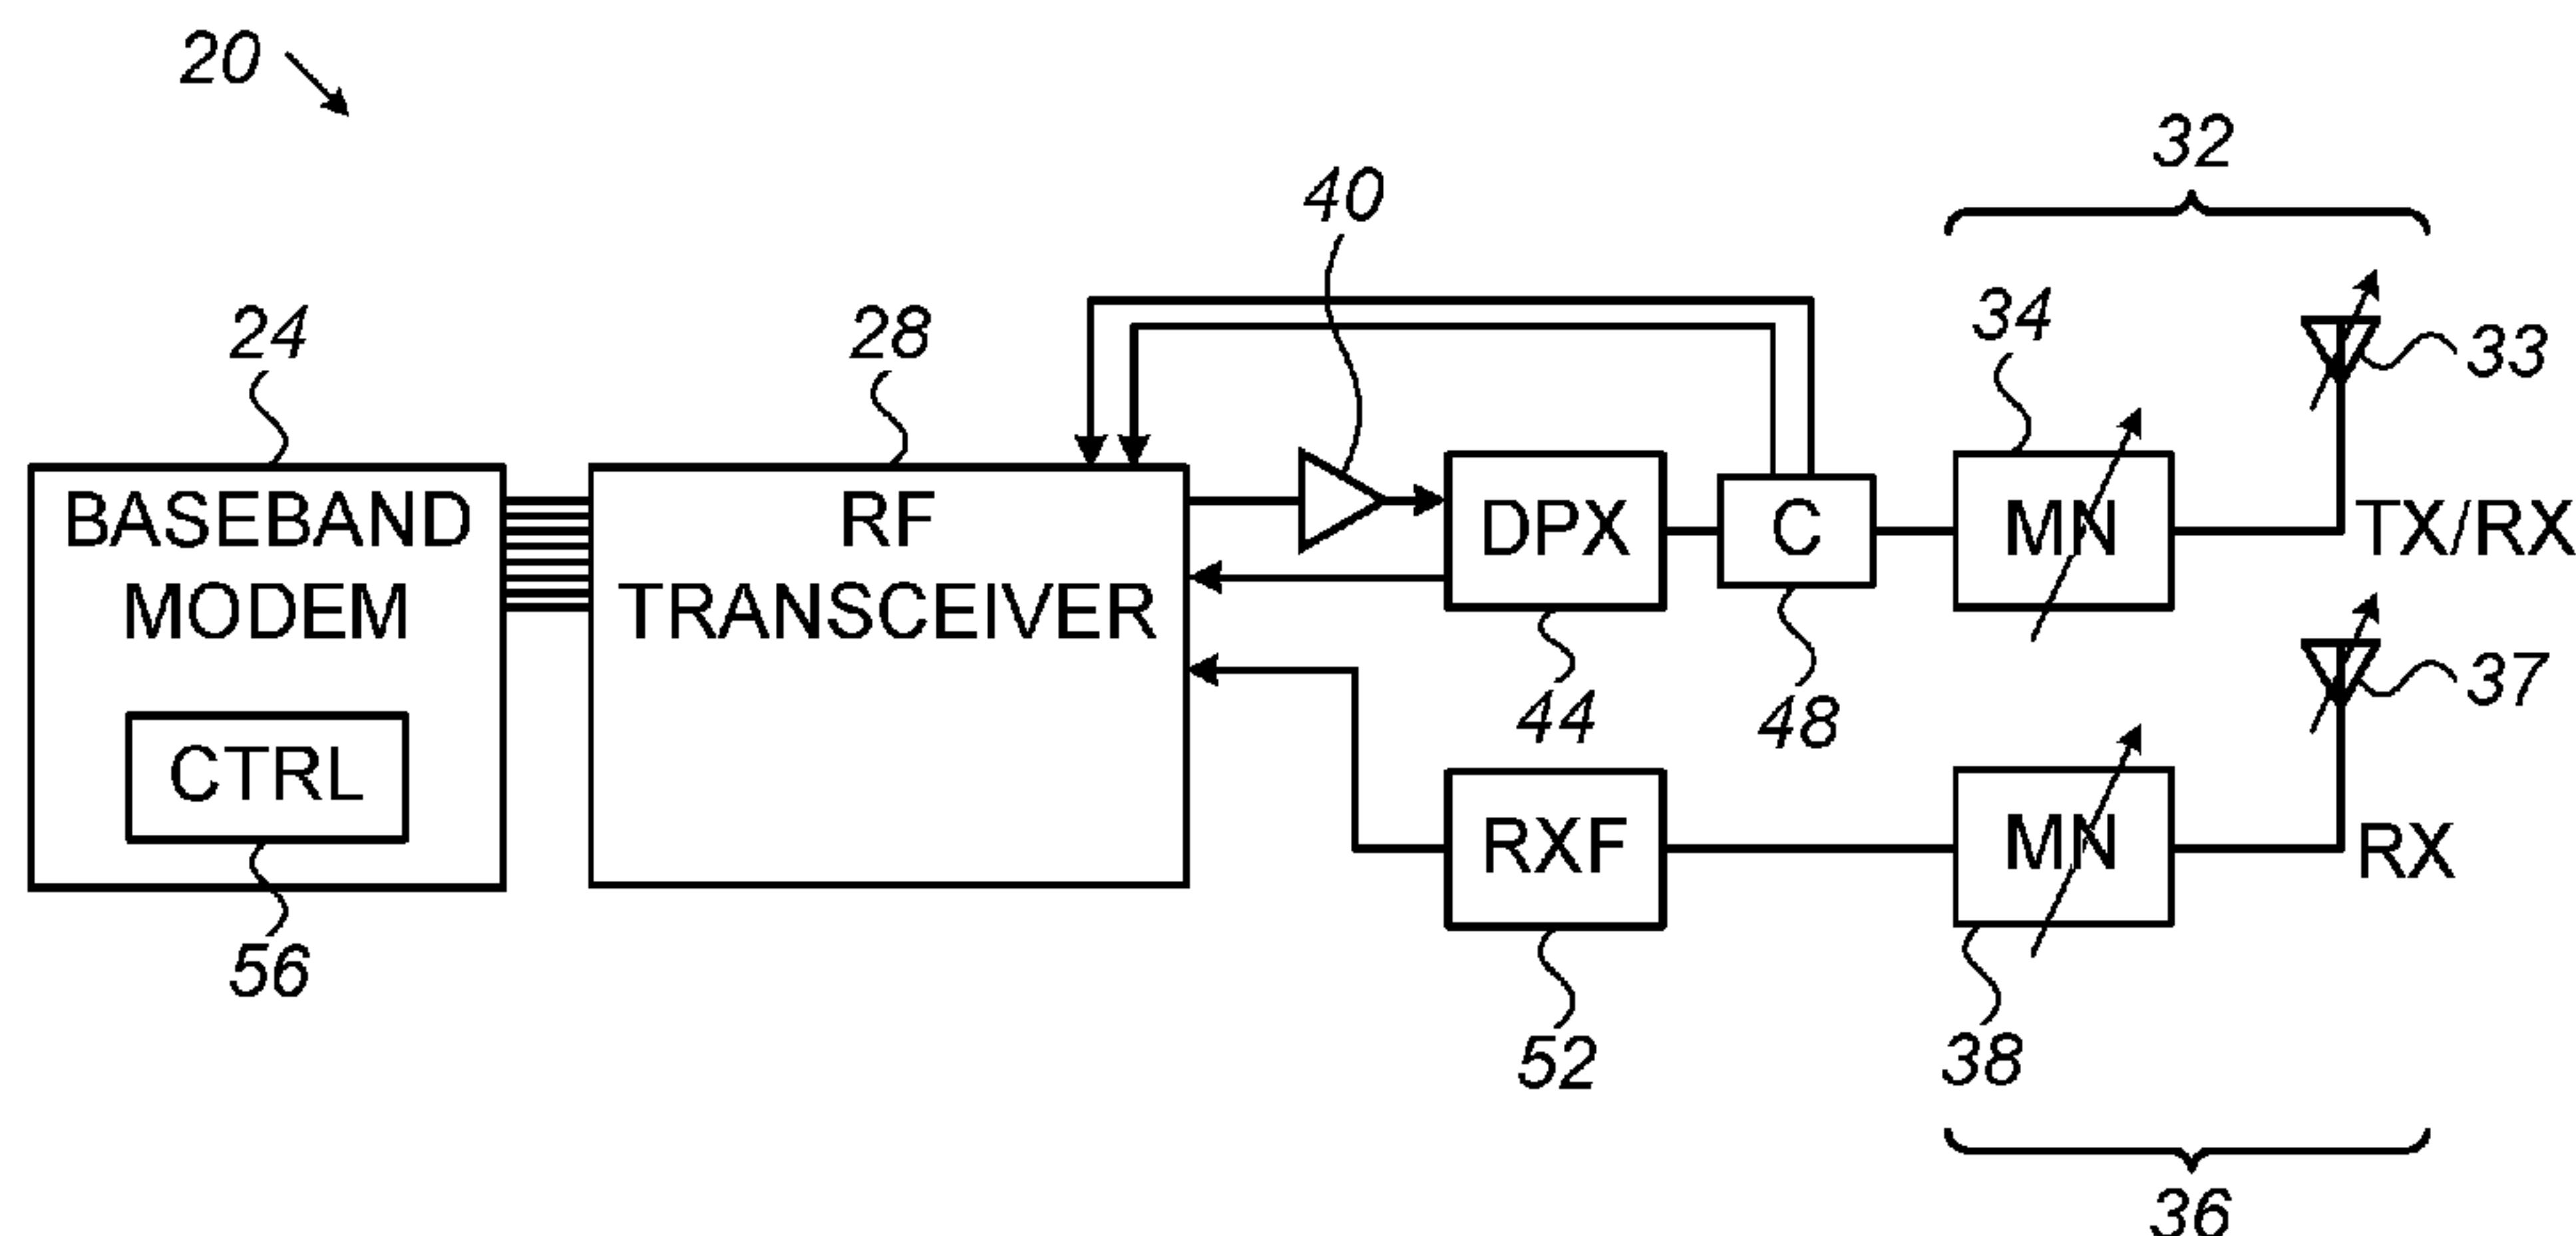 20
32
40
24
28
34
33
BASEBAND
MODEM
RF
TRANSCEIVER
DPX
C
MN
TX/RX
37
44
48
CTRL
RXF
MN
RX
56
52
38
36